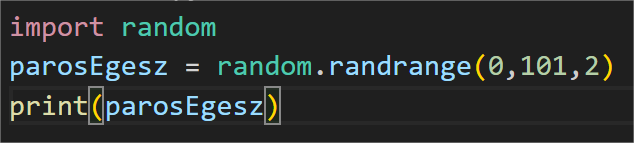 import random
parosEgesz = random.randrange(0,101,2)
print(parosEgesz)